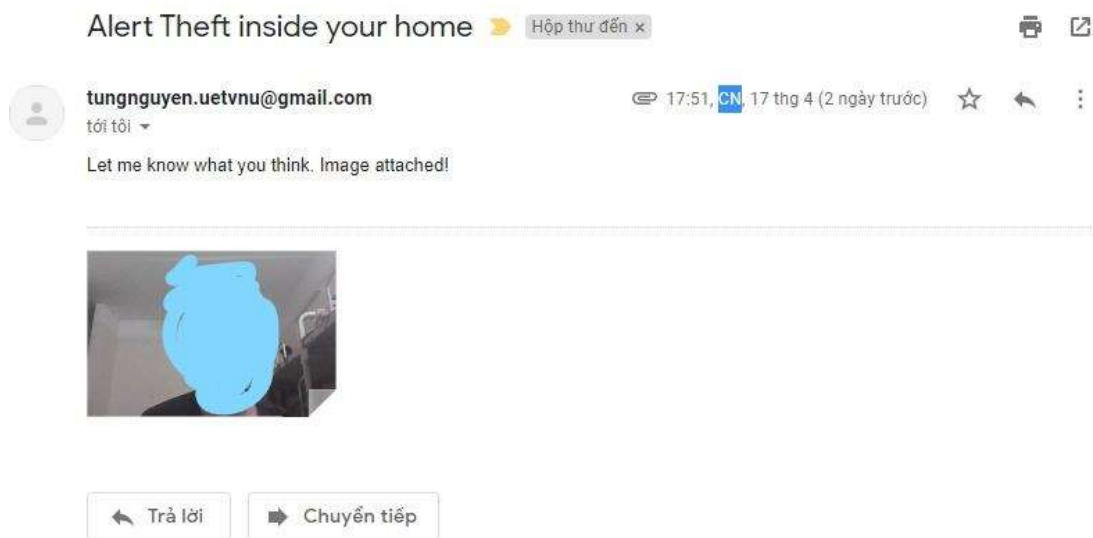 Alert Theft inside your home Hộp thư đến x
tungnguyen.uetvnu@gmail.com 17:51, CN, 17 thg 4 (2 ngày trước)
tới tôi
Let me know what you think. Image attached!
Trả lời Chuyển tiếp